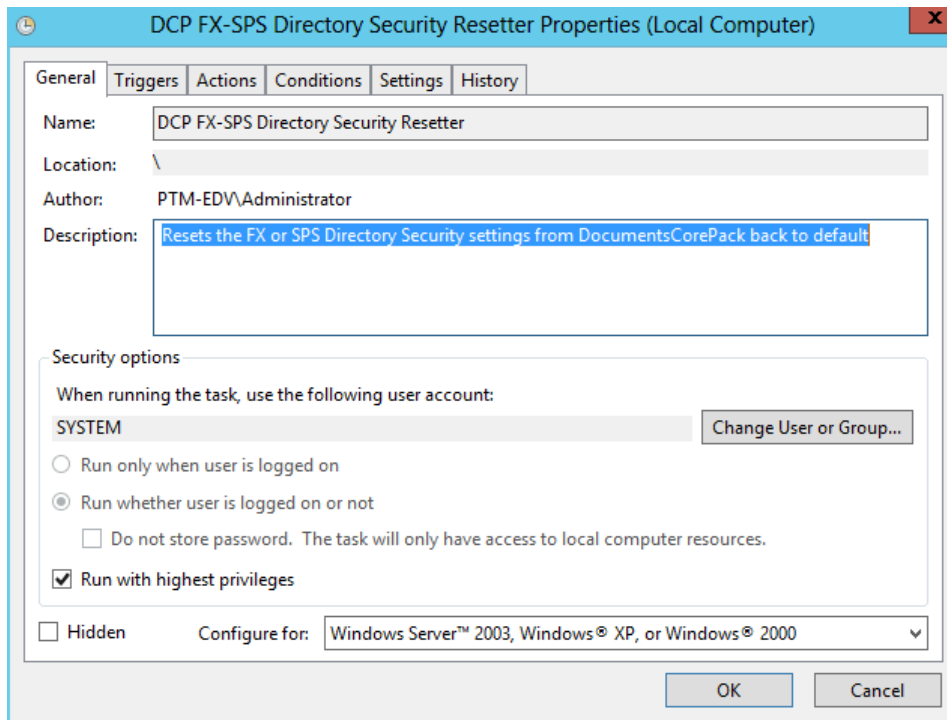 DCP FX-SPS Directory Security Resetter Properties (Local Computer)
x
General Triggers Actions Conditions Settings History
Name: DCP FX-SPS Directory Security Resetter
Location: \
Author: PTM-EDV\Administrator
Description: Resets the FX or SPS Directory Security settings from DocumentsCorePack back to default
Security options
When running the task, use the following user account:
SYSTEM Change User or Group...
Run only when user is logged on
Run whether user is logged on or not
Do not store password. The task will only have access to local computer resources.
Run with highest privileges
Hidden Configure for: Windows Server™ 2003, Windows® XP, or Windows® 2000
OK Cancel